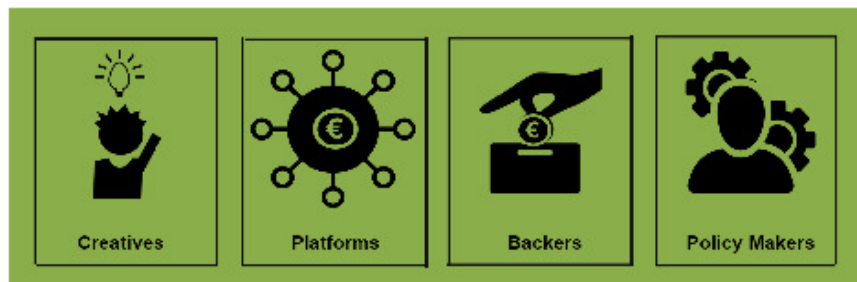 €
€
Creatives
Platforms
Backers
Policy Makers